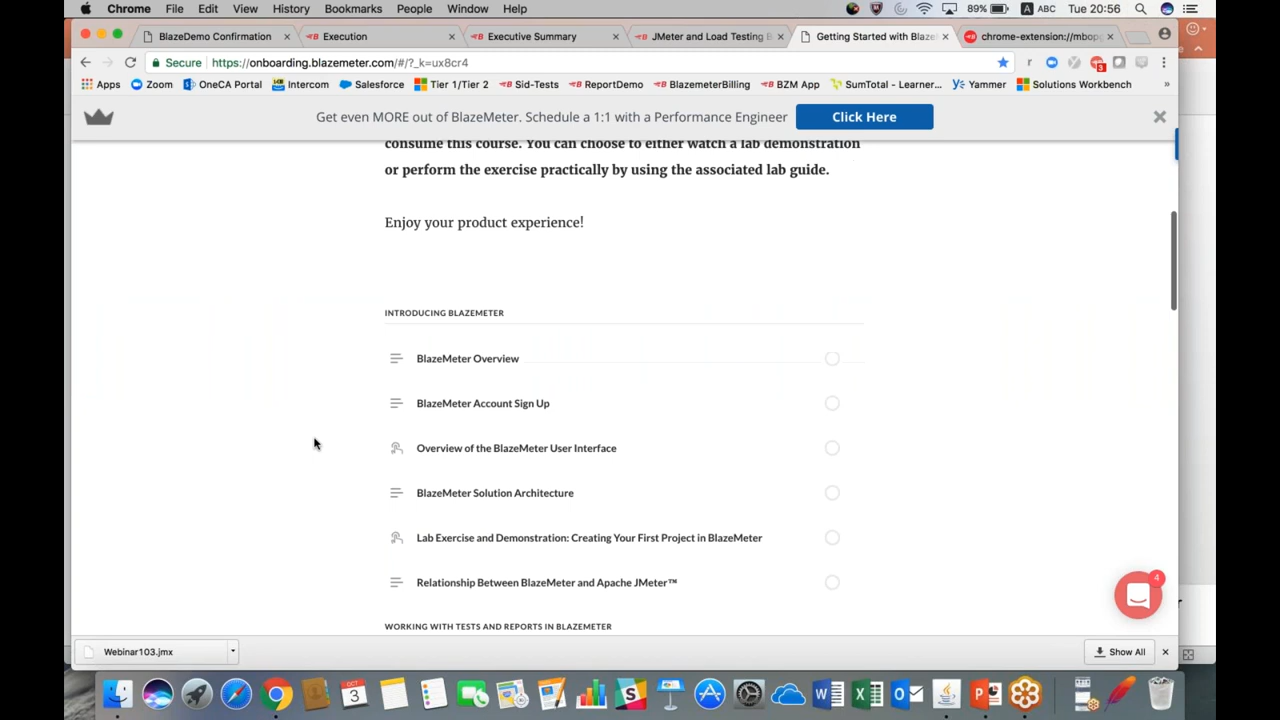 Chrome File Edit View History Bookmarks People Window Help 89% A ABC Tue 20:56
BlazeDemo Confirmation × Execution × Executive Summary × JMeter and Load Testing B × Getting Started with Blaze × chrome-extension://mbopg ×
Secure https://onboarding.blazemeter.com/#/?_k=ux8cr4 r 3
Apps Zoom OneCA Portal Intercom Salesforce Tier 1/Tier 2 Sid-Tests ReportDemo BlazemeterBilling BZM App SumTotal - Learner... Yammer Solutions Workbench »
Get even MORE out of BlazeMeter. Schedule a 1:1 with a Performance Engineer Click Here
consume this course. You can choose to either watch a lab demonstration
or perform the exercise practically by using the associated lab guide.
Enjoy your product experience!
INTRODUCING BLAZEMETER
BlazeMeter Overview
BlazeMeter Account Sign Up
Overview of the BlazeMeter User Interface
BlazeMeter Solution Architecture
Lab Exercise and Demonstration: Creating Your First Project in BlazeMeter
Relationship Between BlazeMeter and Apache JMeter™
4
WORKING WITH TESTS AND REPORTS IN BLAZEMETER
Webinar103.jmx Show All
OCT
3